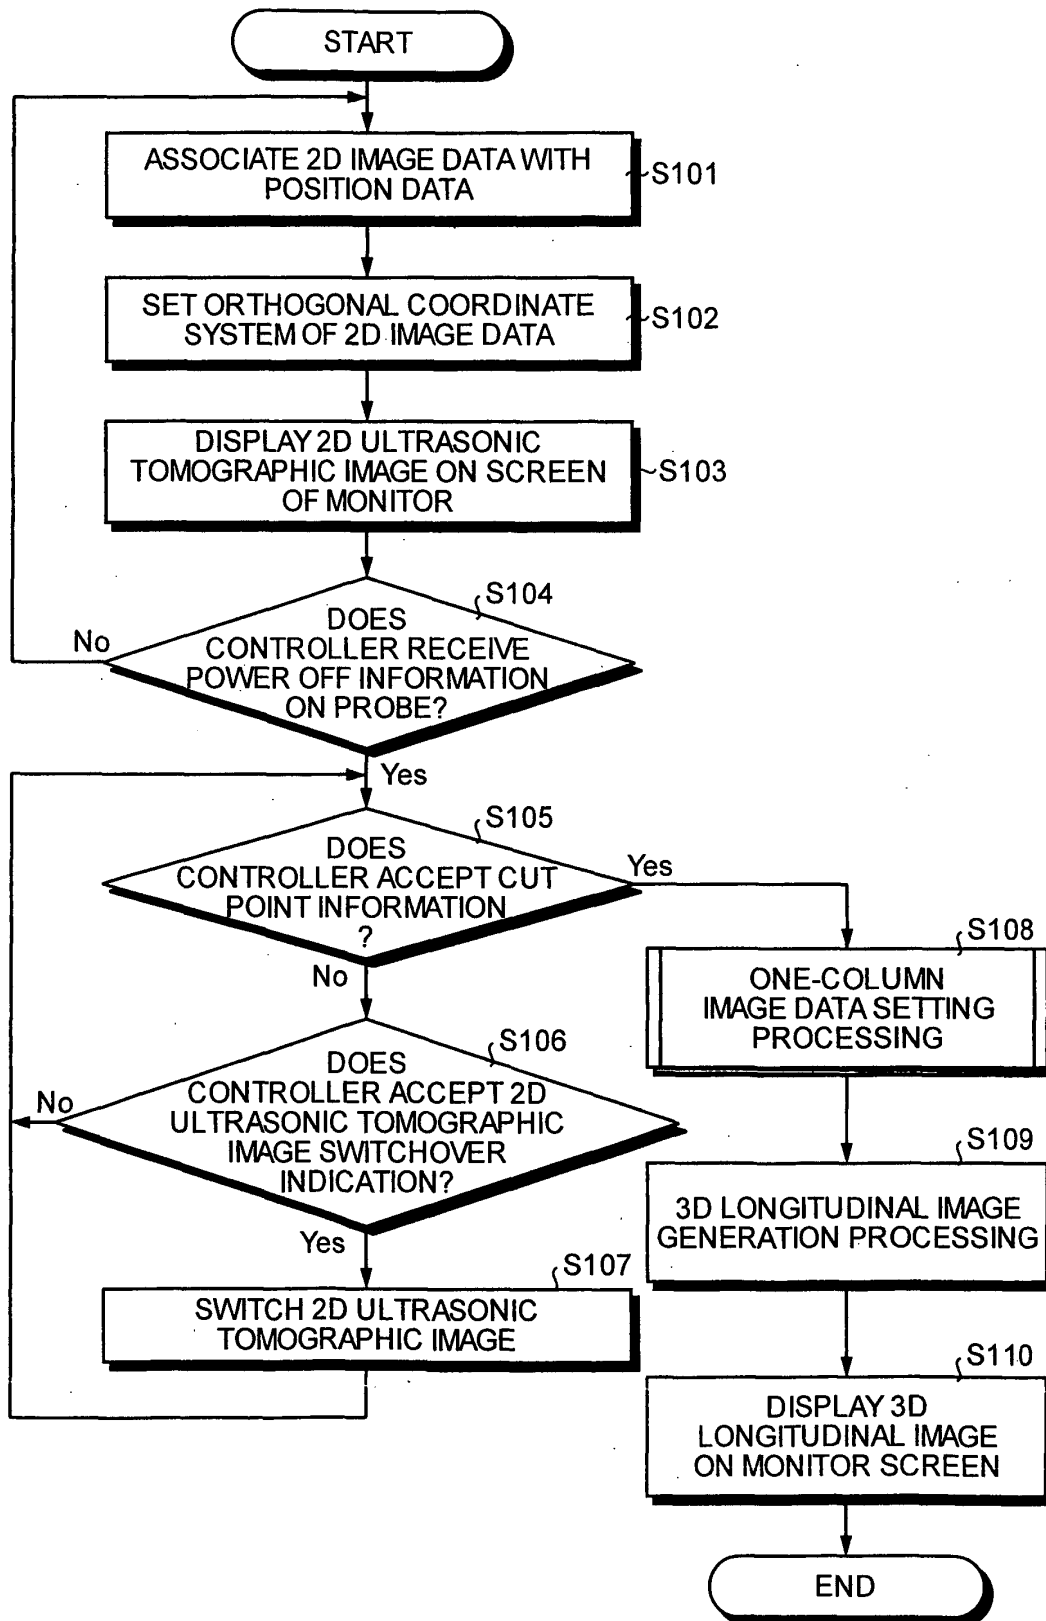 START
ASSOCIATE 2D IMAGE DATA WITH
POSITION DATA
S101
SET ORTHOGONAL COORDINATE
SYSTEM OF 2D IMAGE DATA
S102
DISPLAY 2D ULTRASONIC
TOMOGRAPHIC IMAGE ON SCREEN
OF MONITOR
S103
S104
DOES
CONTROLLER RECEIVE
POWER OFF INFORMATION
ON PROBE?
No
Yes
S105
DOES
CONTROLLER ACCEPT CUT
POINT INFORMATION
?
Yes
No
S106
DOES
CONTROLLER ACCEPT 2D
ULTRASONIC TOMOGRAPHIC
IMAGE SWITCHOVER
INDICATION?
No
Yes
S107
SWITCH 2D ULTRASONIC
TOMOGRAPHIC IMAGE
S108
ONE-COLUMN
IMAGE DATA SETTING
PROCESSING
S109
3D LONGITUDINAL IMAGE
GENERATION PROCESSING
S110
DISPLAY 3D
LONGITUDINAL IMAGE
ON MONITOR SCREEN
END